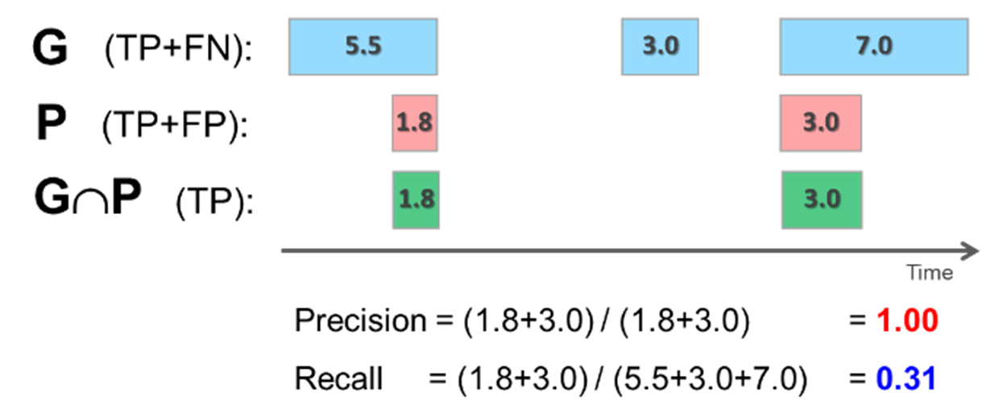 G (TP+FN): 5.5 3.0 7.0
P (TP+FP): 1.8 3.0
G∩P (TP): 1.8 3.0
Time
Precision = (1.8+3.0) / (1.8+3.0) = 1.00
Recall = (1.8+3.0) / (5.5+3.0+7.0) = 0.31